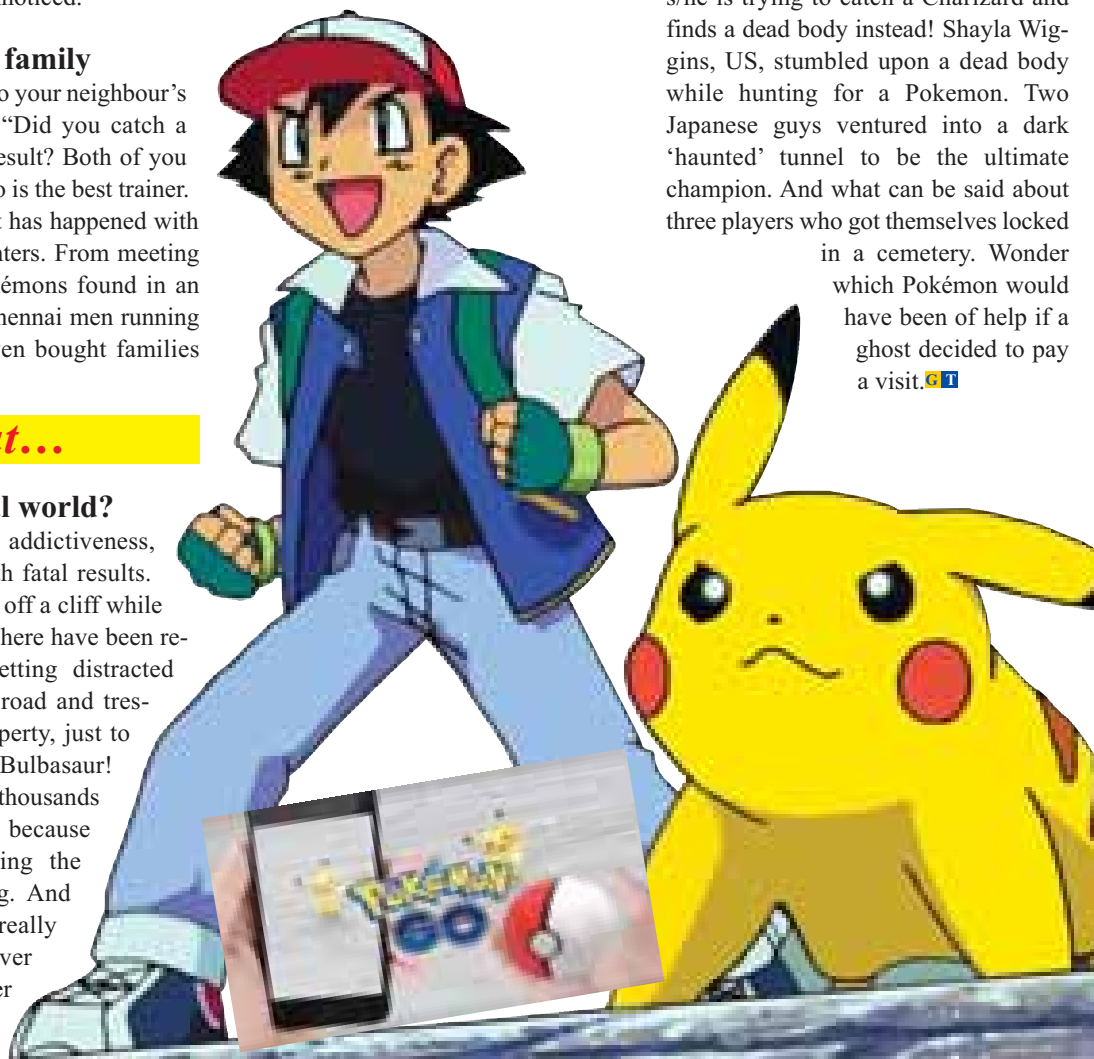 noticed.
family
o your neighbour's
“Did you catch a
esult? Both of you
o is the best trainer.
t has happened with
nters. From meeting
émons found in an
hennai men running
en bought families
t…
l world?
addictiveness,
h fatal results.
off a cliff while
here have been re-
etting distracted
road and tres-
perty, just to
Bulbasaur!
thousands
because
ing the
g. And
really
ver
er
s/he is trying to catch a Charizard and
finds a dead body instead! Shayla Wig-
gins, US, stumbled upon a dead body
while hunting for a Pokemon. Two
Japanese guys ventured into a dark
‘haunted’ tunnel to be the ultimate
champion. And what can be said about
three players who got themselves locked
in a cemetery. Wonder
which Pokémon would
have been of help if a
ghost decided to pay
a visit.GT
POKéMON
GO